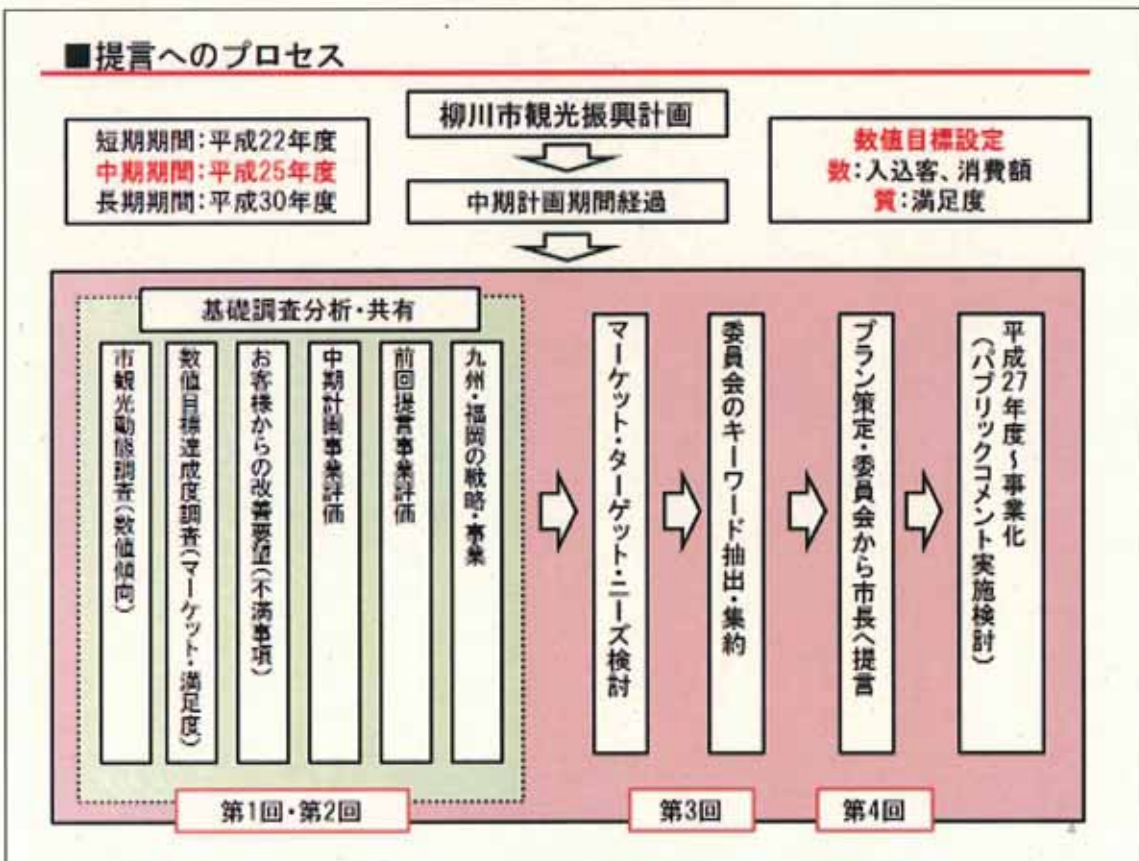 ■提言へのプロセス
短期期間:平成22年度
中期期間:平成25年度
長期期間:平成30年度
柳川市観光振興計画
中期計画期間経過
数値目標設定
数:入込客、消費額
質:満足度
基礎調査分析・共有
市観光動態調査(数値傾向)
数値目標達成度調査(マーケット・満足度)
お客様からの改善要望(不満事項)
中期計画事業評価
前回提言事業評価
九州・福岡の戦略・事業
マーケット・ターゲット・ニーズ検討
委員会のキーワード抽出・集約
プラン策定・委員会から市長へ提言
平成27年度~事業化
(パブリックコメント実施検討)
第1回・第2回
第3回
第4回
4